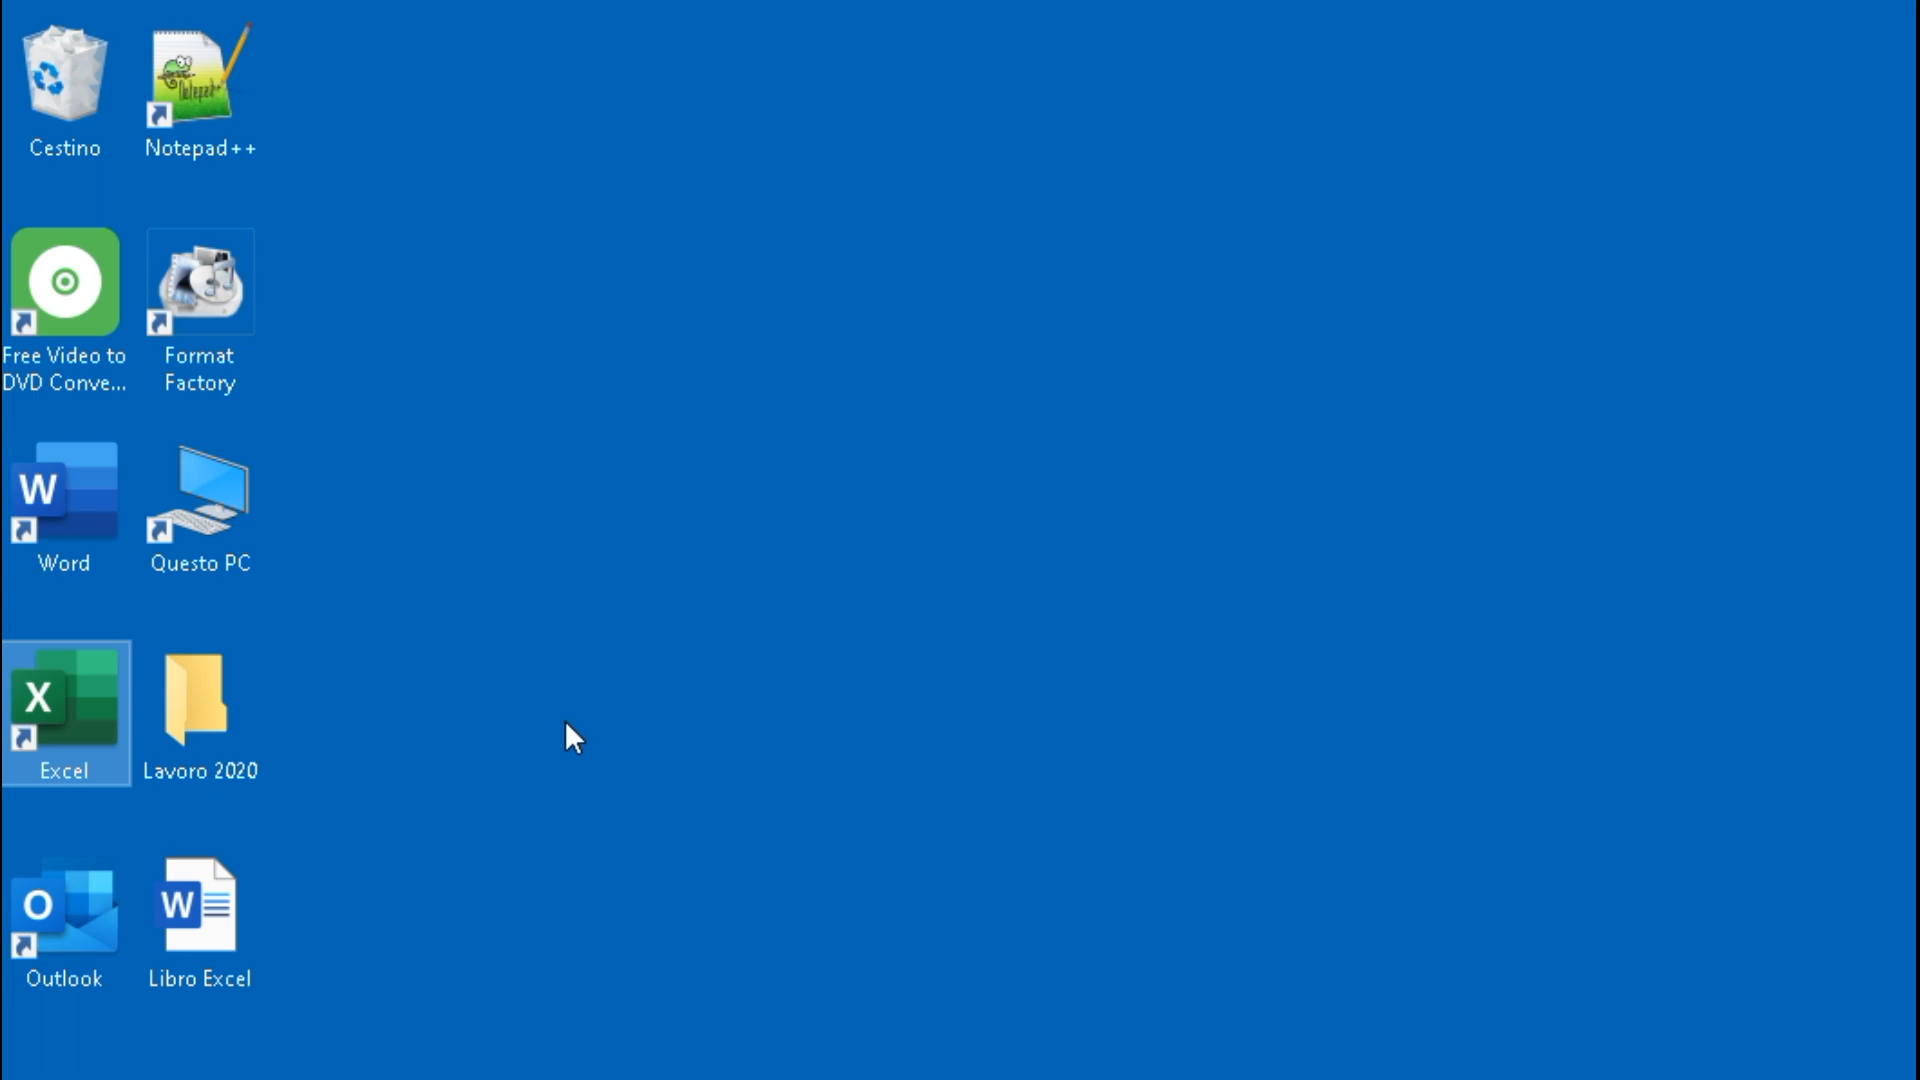 Cestino
Notepad++
Free Video to
DVD Conve...
Format
Factory
Word
Questo PC
Excel
Lavoro 2020
Outlook
Libro Excel